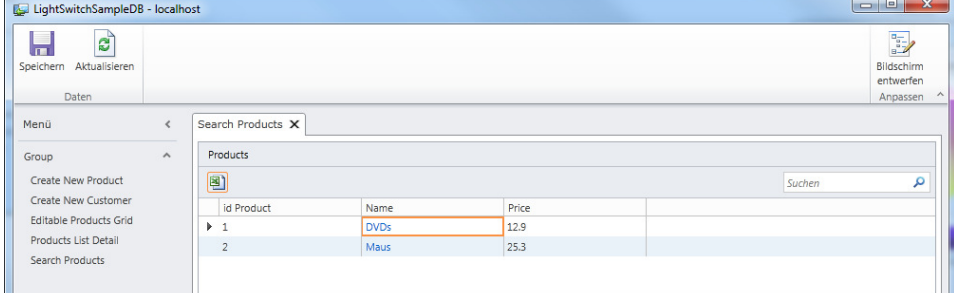 LightSwitchSampleDB - localhost
Speichern Aktualisieren
Daten
Bildschirm
entwerfen
Anpassen
Menü
Group
Create New Product
Create New Customer
Editable Products Grid
Products List Detail
Search Products
Search Products X
Products
Suchen
id Product Name Price
1 DVDs 12.9
2 Maus 25.3